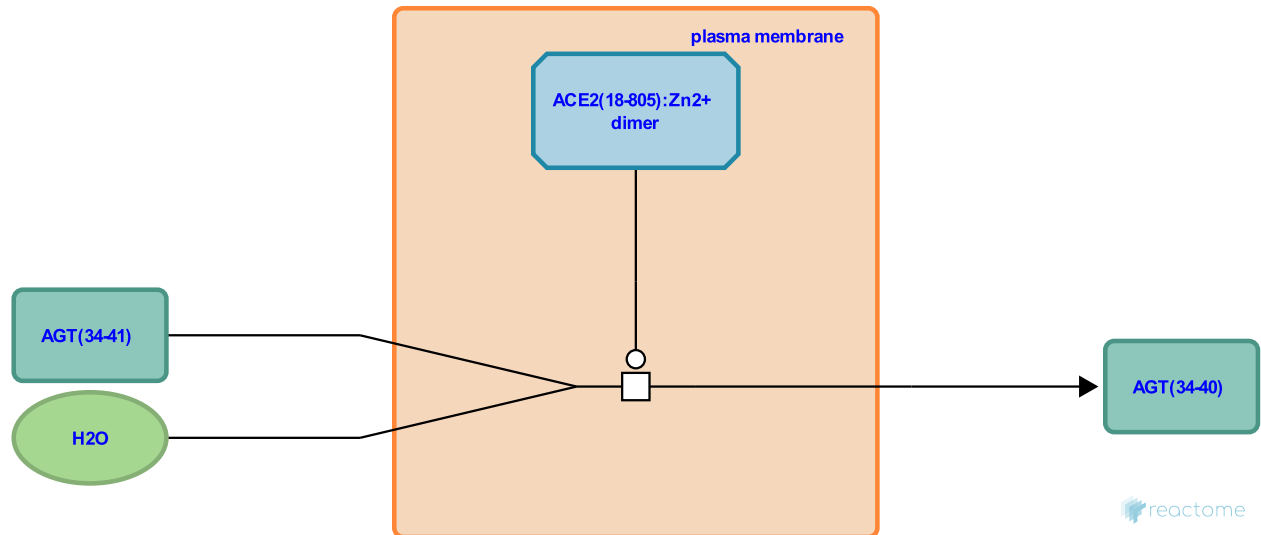 plasma membrane
ACE2(18-805):Zn2+
dimer
AGT(34-41)
AGT(34-40)
H2O
reactome